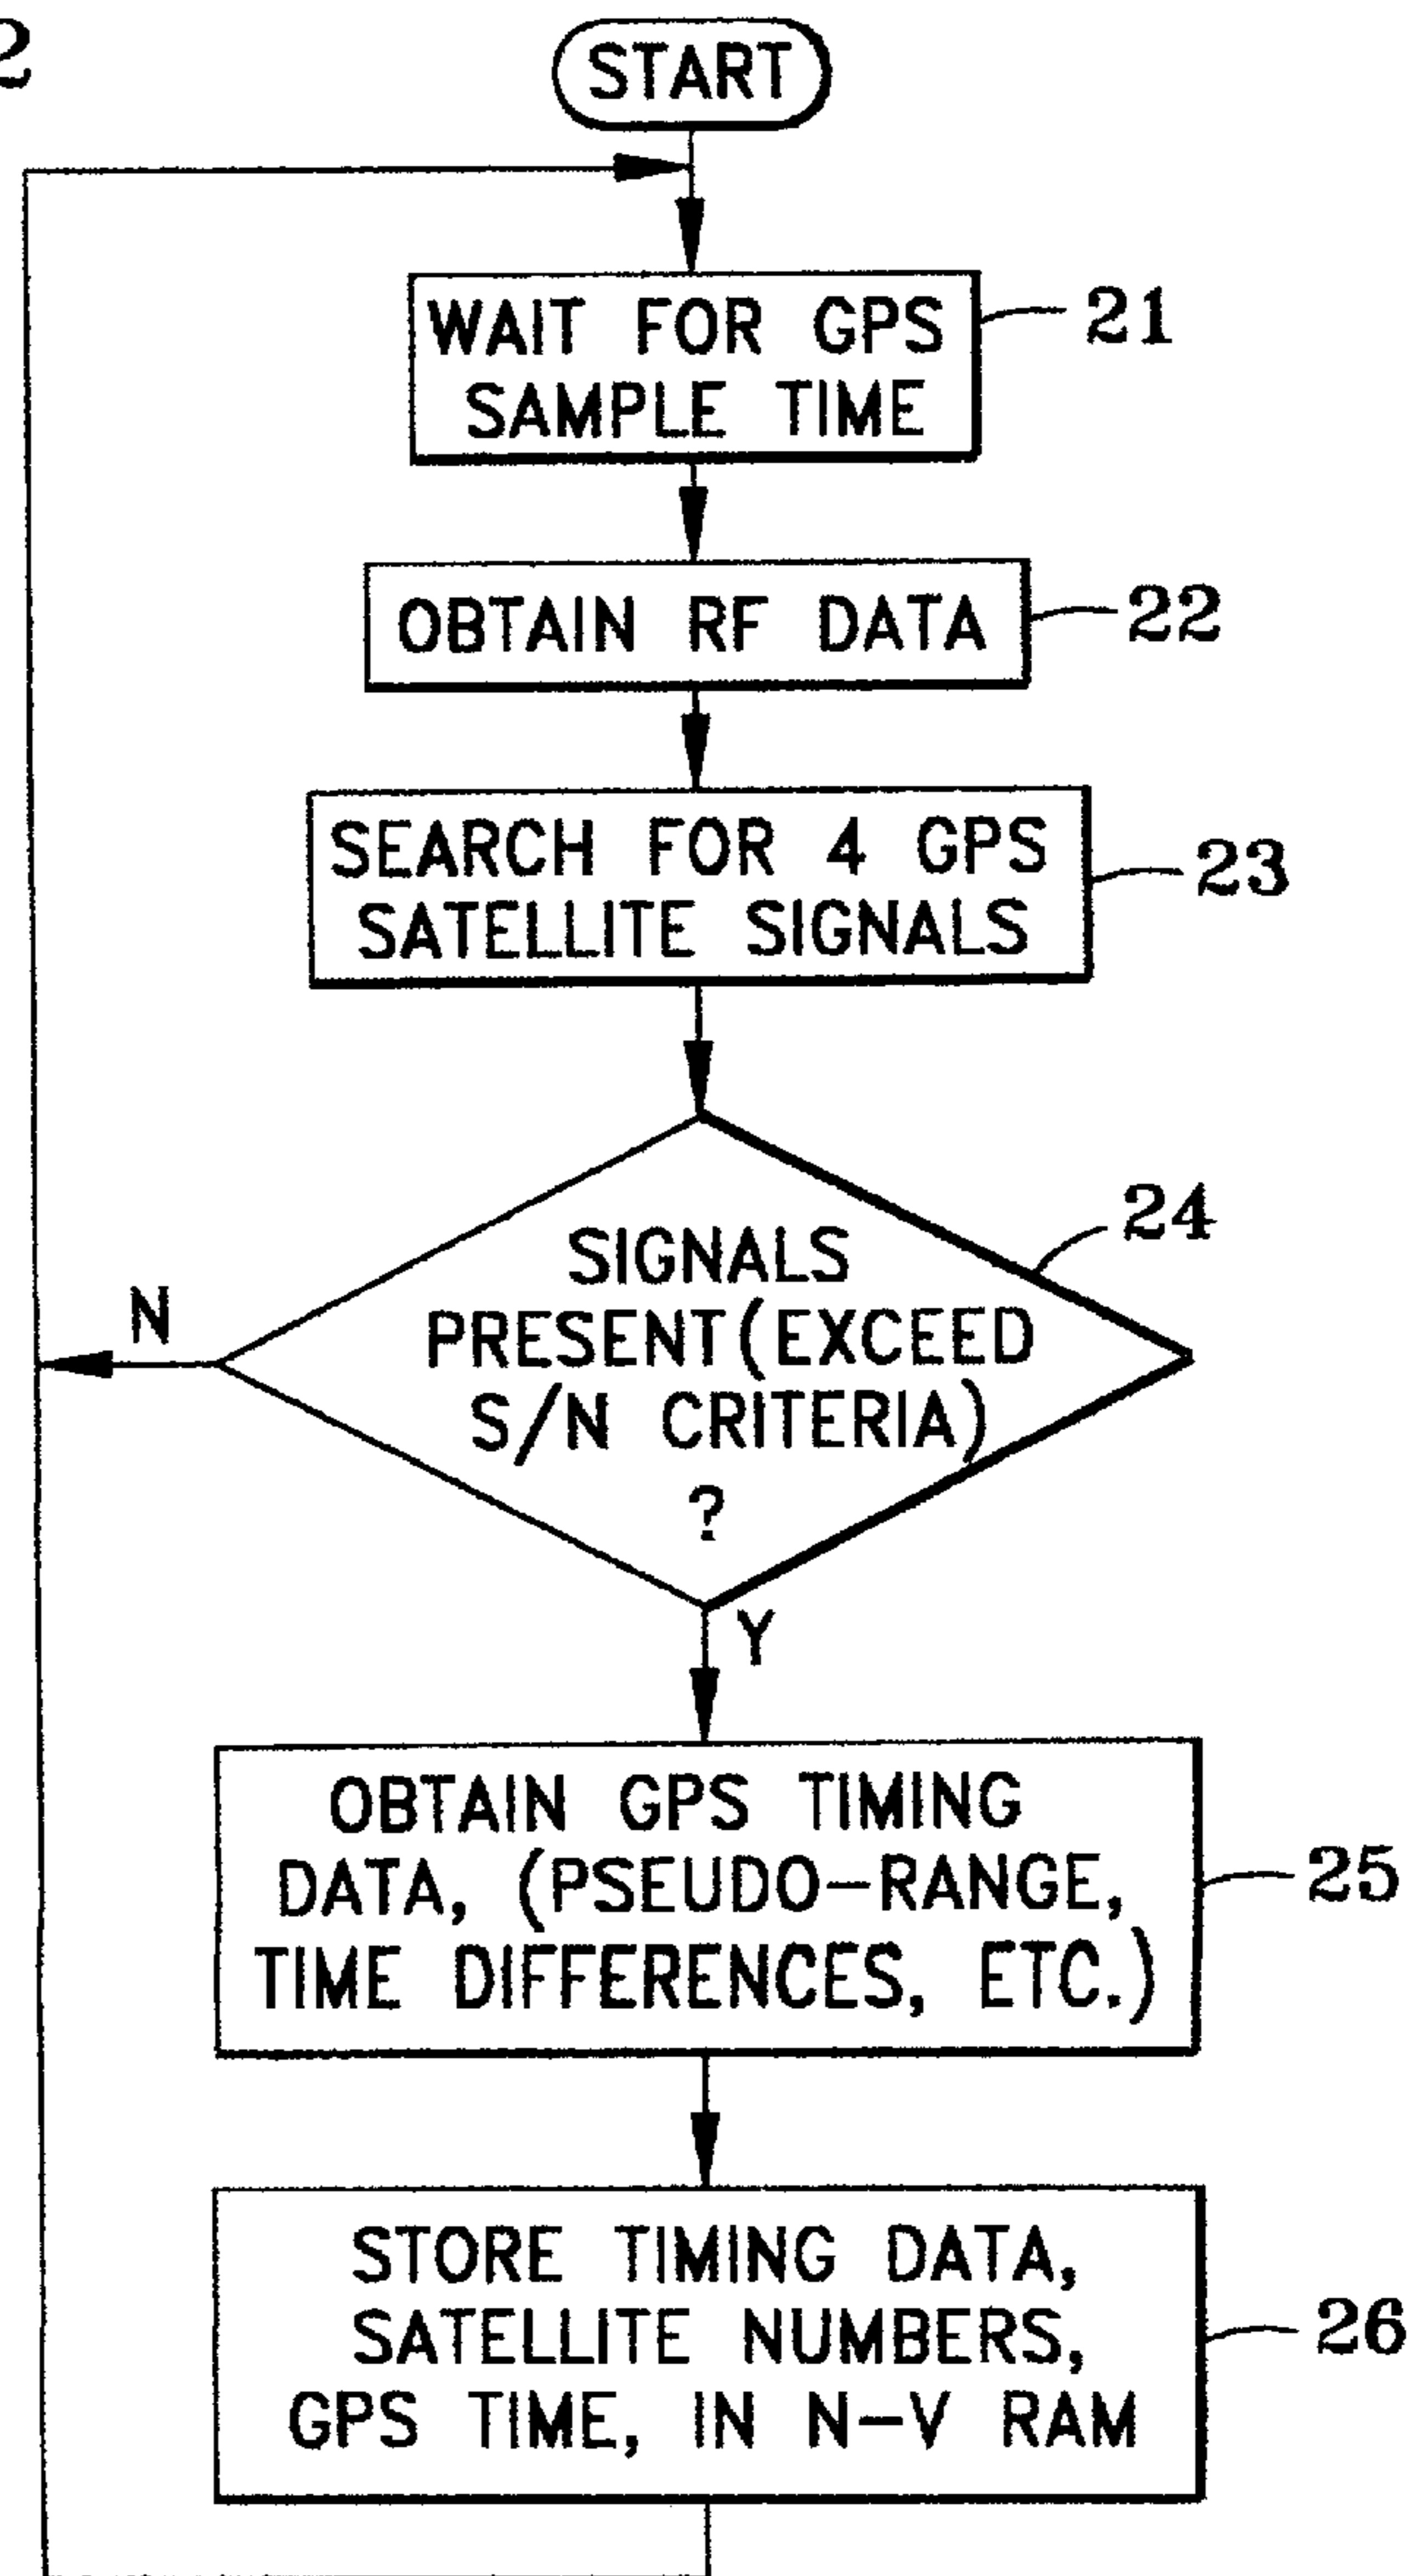 2
START
WAIT FOR GPS
SAMPLE TIME
21
OBTAIN RF DATA
22
SEARCH FOR 4 GPS
SATELLITE SIGNALS
23
SIGNALS
PRESENT(EXCEED
S/N CRITERIA)
?
24
N
Y
OBTAIN GPS TIMING
DATA, (PSEUDO-RANGE,
TIME DIFFERENCES, ETC.)
25
STORE TIMING DATA,
SATELLITE NUMBERS,
GPS TIME, IN N-V RAM
26